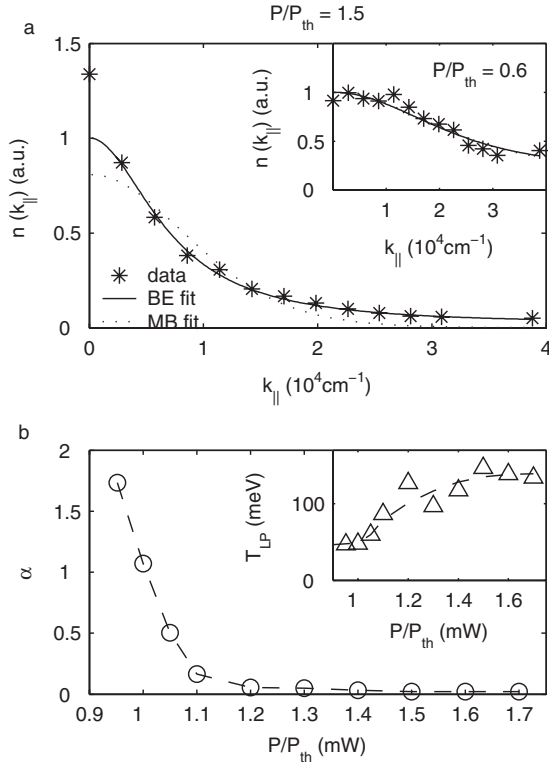 P/P_th = 1.5
a
1.5
1
0.5
0
n (k_||) (a.u.)
0 1 2 3 4
k_|| (10^4cm^−1)
* data
BE fit
MB fit
P/P_th = 0.6
1
0.5
0
n (k_||) (a.u.)
1 2 3
k_|| (10^4cm^−1)
b
2
1.5
1
0.5
0
α
0.9 1 1.1 1.2 1.3 1.4 1.5 1.6 1.7
P/P_th (mW)
100
0
T_LP (meV)
1 1.2 1.4 1.6
P/P_th (mW)